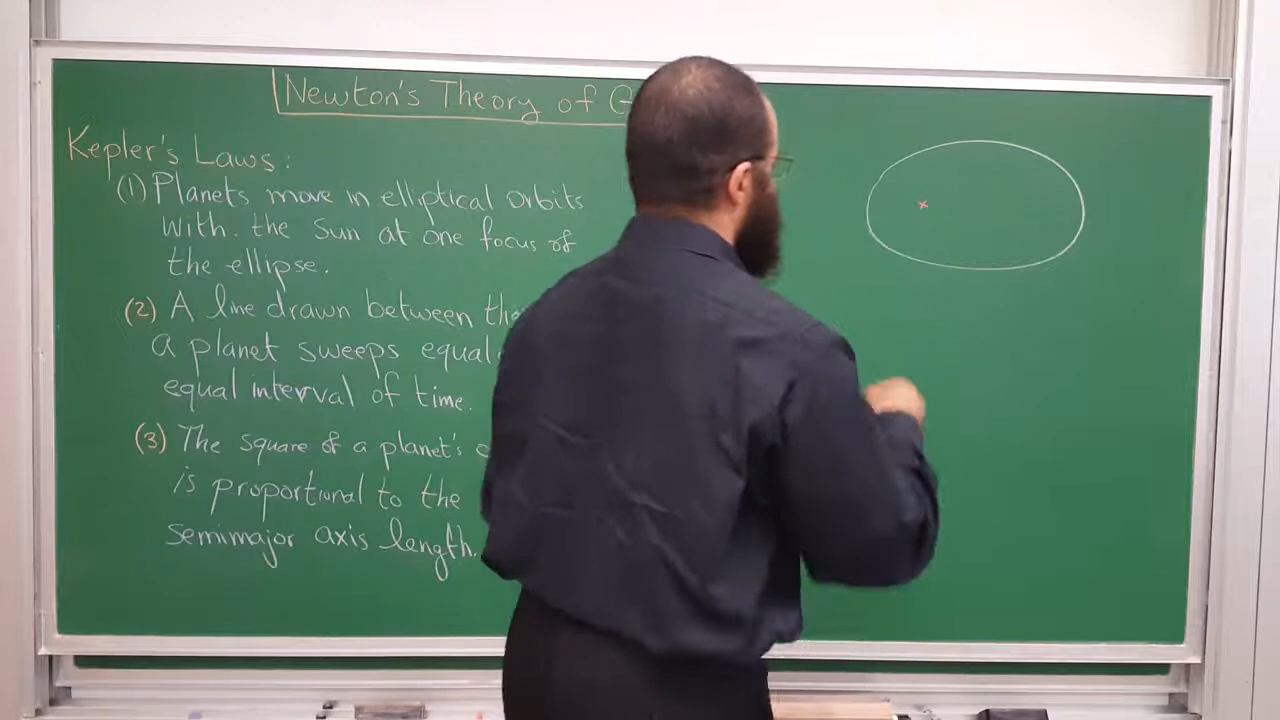 Newton's Theory of G
Kepler's Laws:
(1) Planets move in elliptical orbits
with. the Sun at one focus of
the ellipse.
(2) A line drawn between the
a planet sweeps equal
equal interval of time.
(3) The square of a planet's o
is proportional to the
semimajor axis length.
x